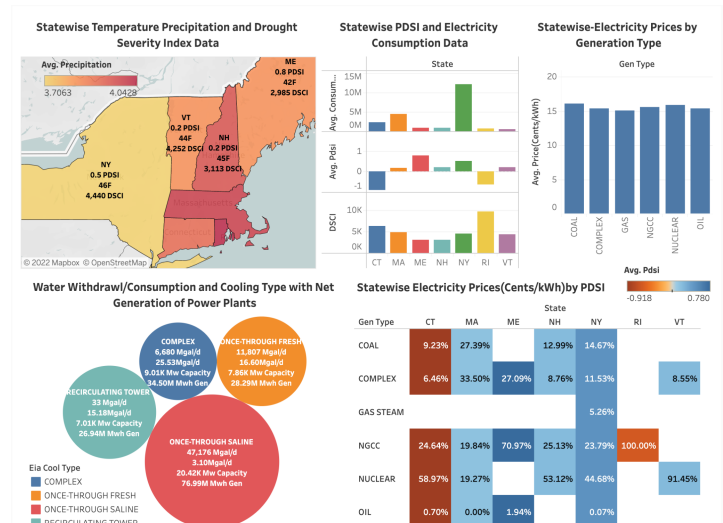 Statewise Temperature Precipitation and Drought
Severity Index Data
Avg. Precipitation
3.7063 4.0428
ME
0.8 PDSI
42F
2,985 DSCI
VT
0.2 PDSI
44F
4,252 DSCI
NH
0.2 PDSI
45F
3,113 DSCI
NY
0.5 PDSI
46F
4,440 DSCI
Massachusetts
© 2022 Mapbox © OpenStreetMap
Statewise PDSI and Electricity
Consumption Data
State
Avg. Consum...
15M
10M
5M
0M
Avg. Pdsi
1
0
-1
DSCI
10K
5K
0K
CT MA ME NH NY RI VT
Statewise-Electricity Prices by
Generation Type
Gen Type
Avg. Price(Cents/kWh)
20
15
10
5
0
COAL COMPLEX GAS NGCC NUCLEAR OIL
Water Withdrawl/Consumption and Cooling Type with Net
Generation of Power Plants
COMPLEX
6,680 Mgal/d
25.53Mgal/d
9.01K Mw Capacity
34.50M Mwh Gen
ONCE-THROUGH FRESH
11,807 Mgal/d
16.60Mgal/d
7.86K Mw Capacity
28.29M Mwh Gen
RECIRCULATING TOWER
33 Mgal/d
15.18Mgal/d
7.01K Mw Capacity
26.94M Mwh Gen
ONCE-THROUGH SALINE
47,176 Mgal/d
3.10Mgal/d
20.42K Mw Capacity
76.99M Mwh Gen
Eia Cool Type
COMPLEX
ONCE-THROUGH FRESH
ONCE-THROUGH SALINE
RECIRCULATING TOWER
Avg. Pdsi
-0.918 0.780
Statewise Electricity Prices(Cents/kWh)by PDSI
State
Gen Type CT MA ME NH NY RI VT
COAL 9.23% 27.39% 12.99% 14.67%
COMPLEX 6.46% 33.50% 27.09% 8.76% 11.53% 8.55%
GAS STEAM 5.26%
NGCC 24.64% 19.84% 70.97% 25.13% 23.79% 100.00%
NUCLEAR 58.97% 19.27% 53.12% 44.68% 91.45%
OIL 0.70% 0.00% 1.94% 0.07%